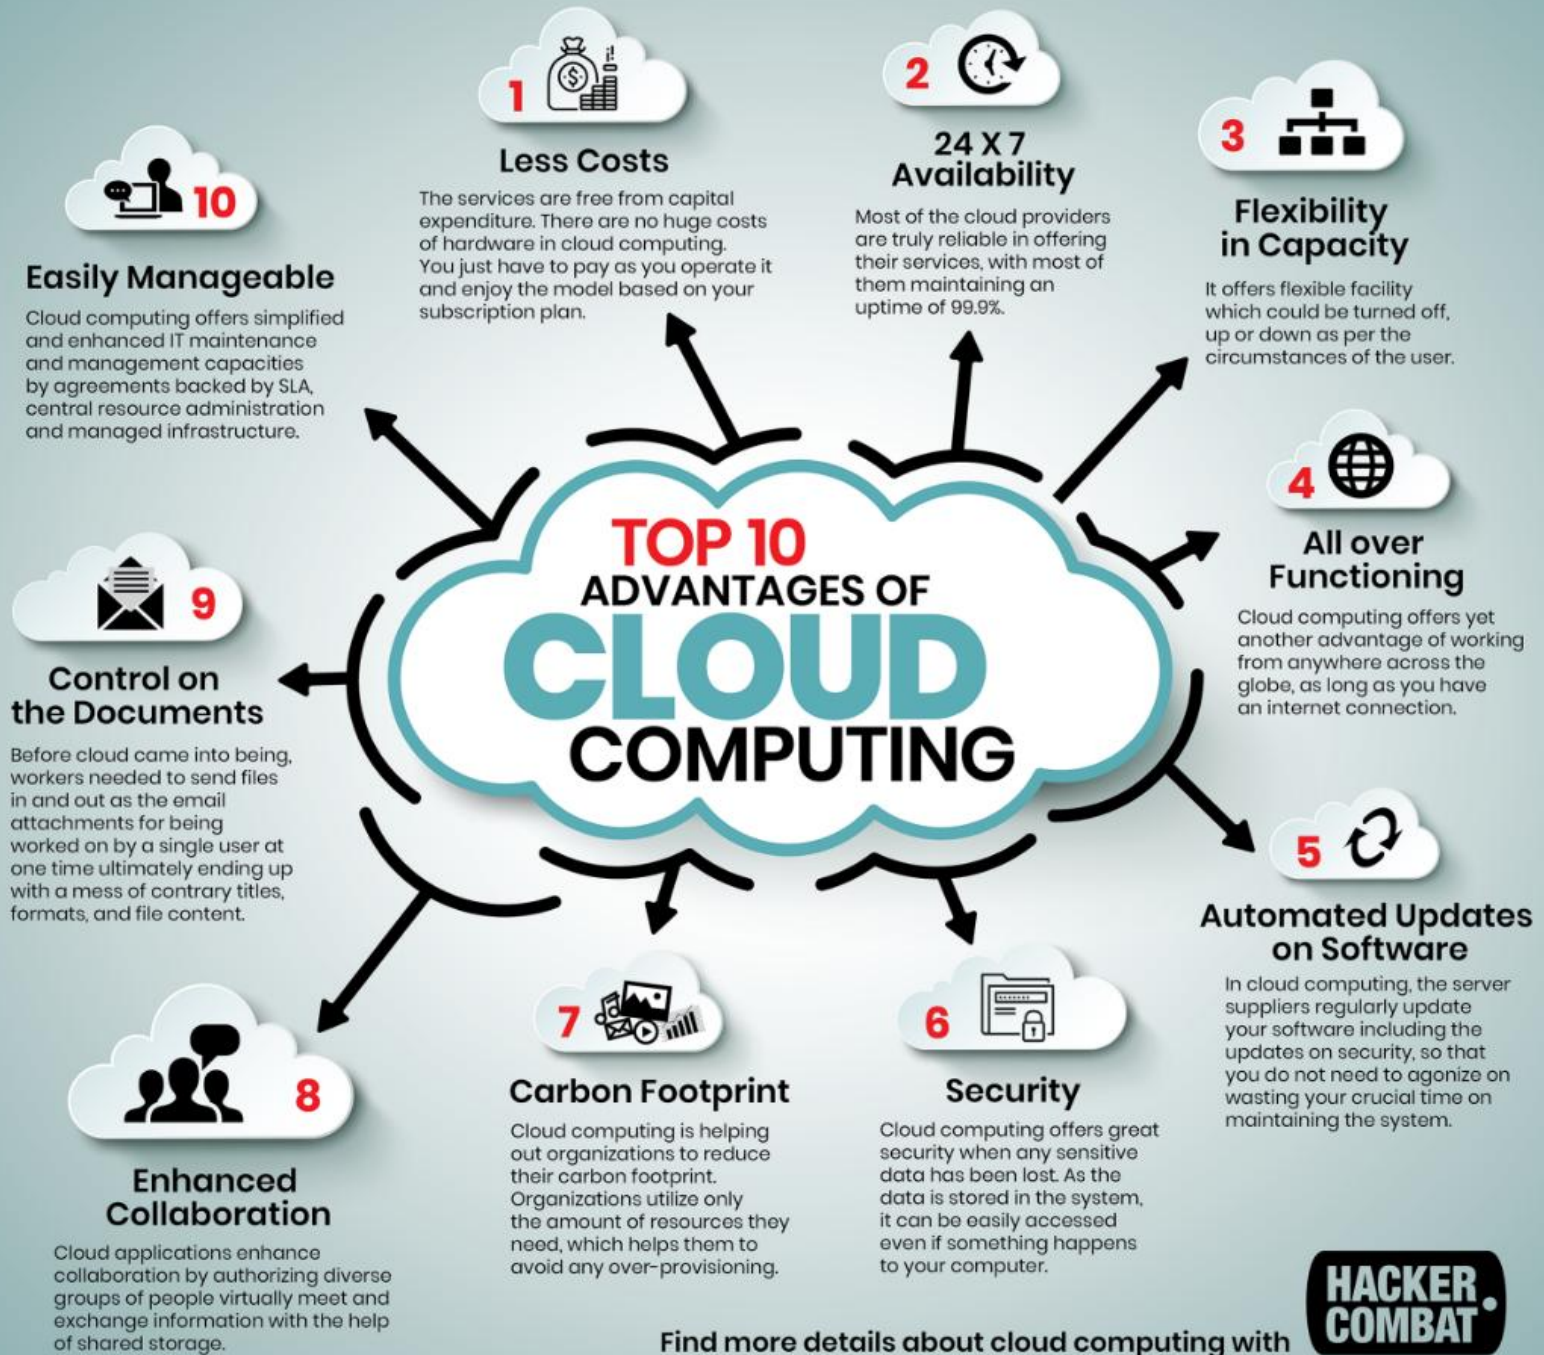 TOP 10
ADVANTAGES OF
CLOUD
COMPUTING
1
Less Costs
The services are free from capital
expenditure. There are no huge costs
of hardware in cloud computing.
You just have to pay as you operate it
and enjoy the model based on your
subscription plan.
2
24 X 7
Availability
Most of the cloud providers
are truly reliable in offering
their services, with most of
them maintaining an
uptime of 99.9%.
3
Flexibility
in Capacity
It offers flexible facility
which could be turned off,
up or down as per the
circumstances of the user.
4
All over
Functioning
Cloud computing offers yet
another advantage of working
from anywhere across the
globe, as long as you have
an internet connection.
5
Automated Updates
on Software
In cloud computing, the server
suppliers regularly update
your software including the
updates on security, so that
you do not need to agonize on
wasting your crucial time on
maintaining the system.
6
Security
Cloud computing offers great
security when any sensitive
data has been lost. As the
data is stored in the system,
it can be easily accessed
even if something happens
to your computer.
7
Carbon Footprint
Cloud computing is helping
out organizations to reduce
their carbon footprint.
Organizations utilize only
the amount of resources they
need, which helps them to
avoid any over-provisioning.
8
Enhanced
Collaboration
Cloud applications enhance
collaboration by authorizing diverse
groups of people virtually meet and
exchange information with the help
of shared storage.
9
Control on
the Documents
Before cloud came into being,
workers needed to send files
in and out as the email
attachments for being
worked on by a single user at
one time ultimately ending up
with a mess of contrary titles,
formats, and file content.
10
Easily Manageable
Cloud computing offers simplified
and enhanced IT maintenance
and management capacities
by agreements backed by SLA,
central resource administration
and managed infrastructure.
Find more details about cloud computing with
HACKER
COMBAT